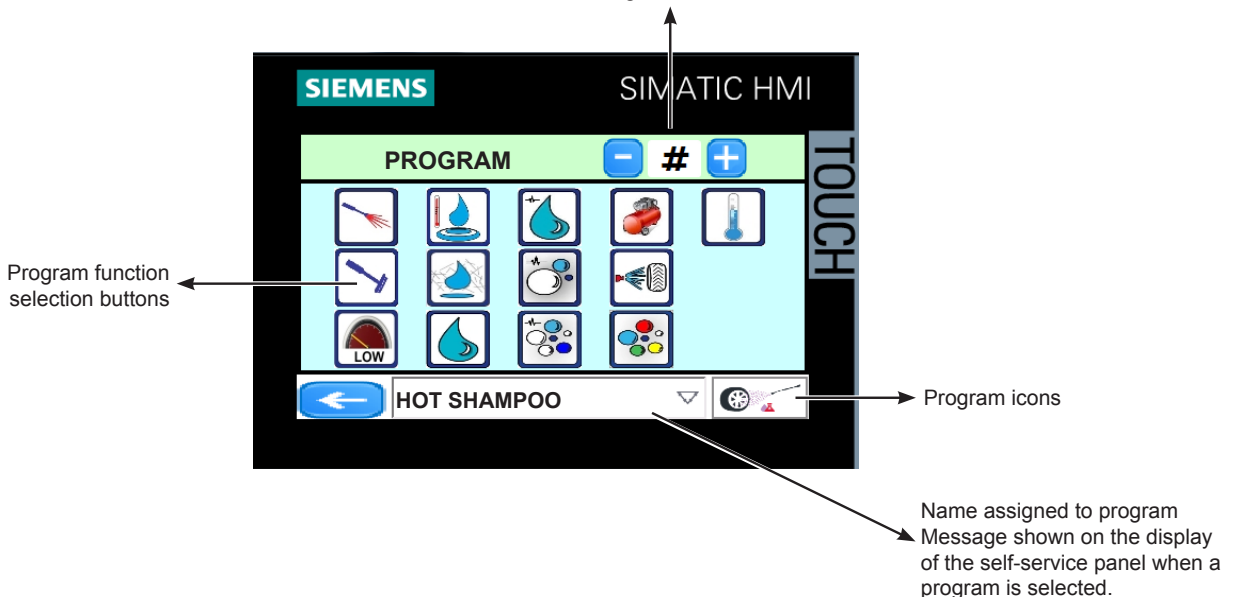 SIEMENS
SIMATIC HMI
TOUCH
PROGRAM - # +
Program function
selection buttons
LOW
HOT SHAMPOO
Program icons
Name assigned to program
Message shown on the display
of the self-service panel when a
program is selected.